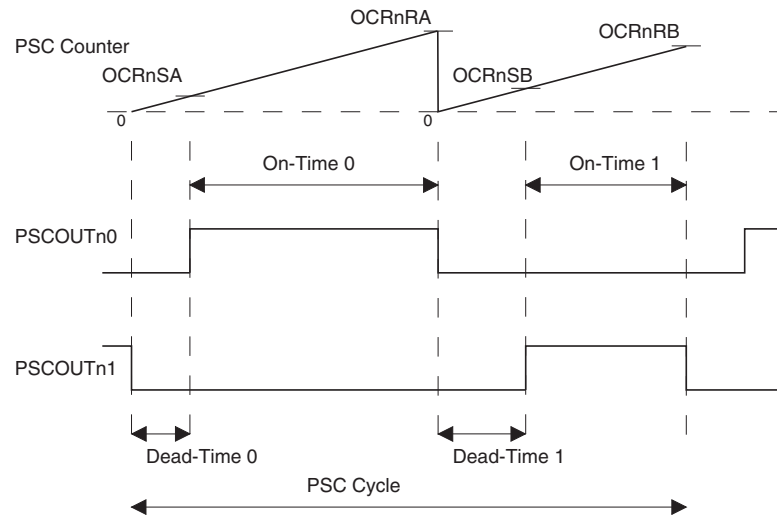 OCRnRA
OCRnRB
PSC Counter
OCRnSA
OCRnSB
0
0
On-Time 0
On-Time 1
PSCOUTn0
PSCOUTn1
Dead-Time 0
Dead-Time 1
PSC Cycle